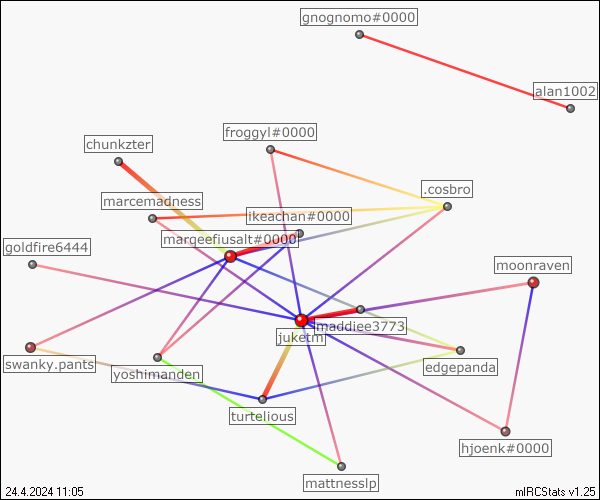 gnognomo#0000
alan1002
froggyl#0000
chunkzter
.cosbro
marcemadness
ikeachan#0000
marqeefiusalt#0000
goldfire6444
moonraven
maddiee3773
juketm
swanky.pants
edgepanda
yoshimanden
turtelious
hjoenk#0000
mattnesslp
24.4.2024 11:05
mIRCStats v1.25